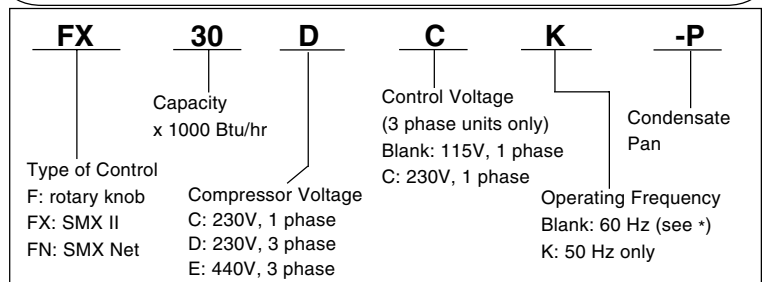 FX 30 D C K -P
Type of Control
F: rotary knob
FX: SMX II
FN: SMX Net
Capacity
x 1000 Btu/hr
Compressor Voltage
C: 230V, 1 phase
D: 230V, 3 phase
E: 440V, 3 phase
Control Voltage
(3 phase units only)
Blank: 115V, 1 phase
C: 230V, 1 phase
Operating Frequency
Blank: 60 Hz (see *)
K: 50 Hz only
Condensate
Pan